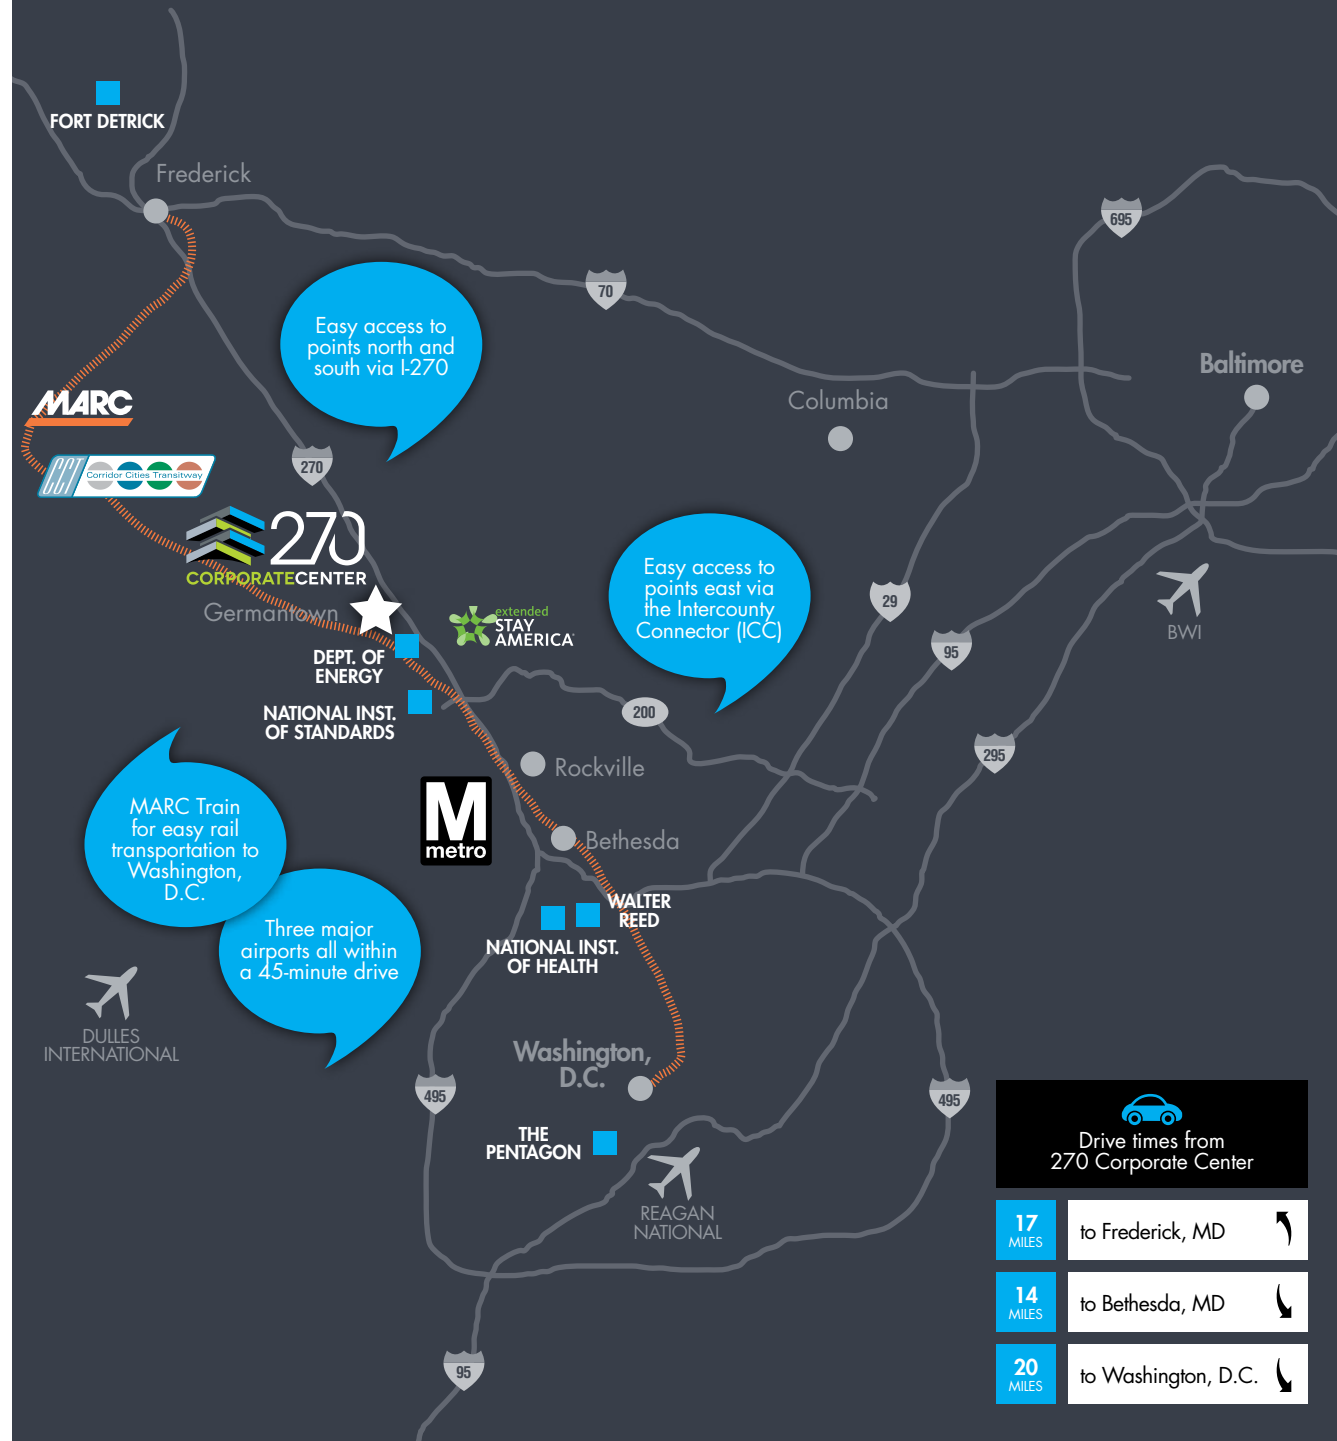 FORT DETRICK
Frederick
695
70
Easy access to
points north and
south via I-270
Baltimore
Columbia
MARC
270
CCT Corridor Cities Transitway
270
CORPORATECENTER
Easy access to
points east via
the Intercounty
Connector (ICC)
29
Germantown
extended
STAY
AMERICA
BWI
95
DEPT. OF
ENERGY
NATIONAL INST.
OF STANDARDS
200
295
Rockville
MARC Train
for easy rail
transportation to
Washington,
D.C.
M
metro
Bethesda
WALTER
REED
NATIONAL INST.
OF HEALTH
Three major
airports all within
a 45-minute drive
DULLES
INTERNATIONAL
Washington,
D.C.
495
495
THE
PENTAGON
REAGAN
NATIONAL
95
Drive times from
270 Corporate Center
17
MILES
to Frederick, MD
14
MILES
to Bethesda, MD
20
MILES
to Washington, D.C.